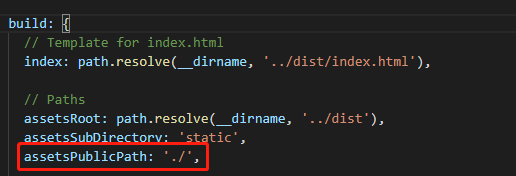 build: {
// Template for index.html
index: path.resolve(__dirname, '../dist/index.html'),
// Paths
assetsRoot: path.resolve(__dirname, '../dist'),
assetsSubDirectory: 'static',
assetsPublicPath: './',